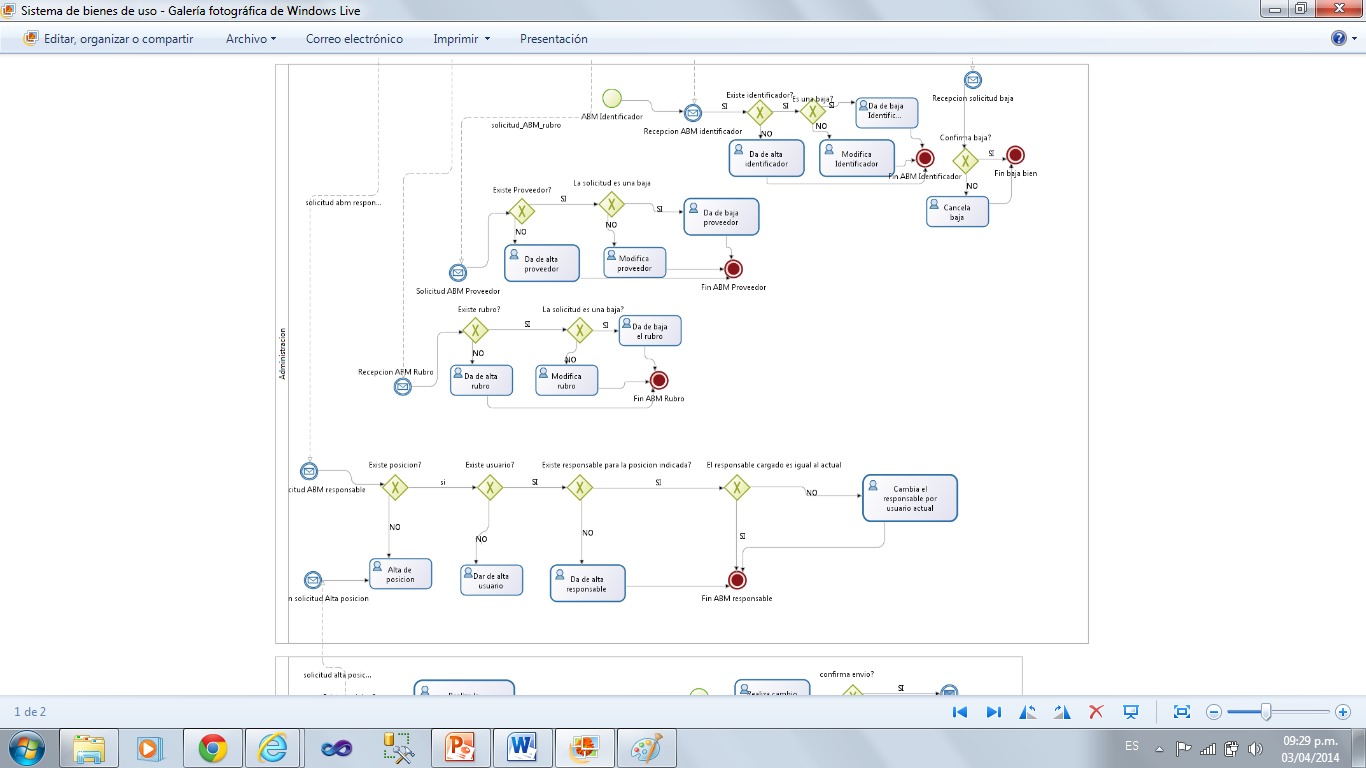 Sistema de bienes de uso - Galería fotográfica de Windows Live
Editar, organizar o compartir
Archivo
Correo electrónico
Imprimir
Presentación
Administracion
ABM Identificador
Recepcion ABM identificador
SI
Existe identificador?
SI
Es una baja?
SI
Da de baja
Identific...
NO
NO
Da de alta
identificador
Modifica
Identificador
Fin ABM Identificador
Recepcion solicitud baja
Confirma baja?
SI
Fin baja bien
NO
Cancela
baja
solicitud_ABM_rubro
solicitud abm respon...
Existe Proveedor?
SI
La solicitud es una baja
SI
Da de baja
proveedor
NO
NO
Da de alta
proveedor
Modifica
proveedor
Solicitud ABM Proveedor
Fin ABM Proveedor
Existe rubro?
SI
La solicitud es una baja?
SI
Da de baja
el rubro
NO
NO
Recepcion ABM Rubro
Da de alta
rubro
Modifica
rubro
Fin ABM Rubro
citud ABM responsable
Existe posicion?
si
Existe usuario?
SI
Existe responsable para la posicion indicada?
SI
El responsable cargado es igual al actual
NO
Cambia el
responsable por
usuario actual
NO
NO
NO
SI
Alta de
posicion
Dar de alta
usuario
Da de alta
responsable
n solicitud Alta posicion
Fin ABM responsable
solicitud alta posic...
Realiza cambio
confirma envio?
SI
1 de 2
ES
09:29 p.m.
03/04/2014